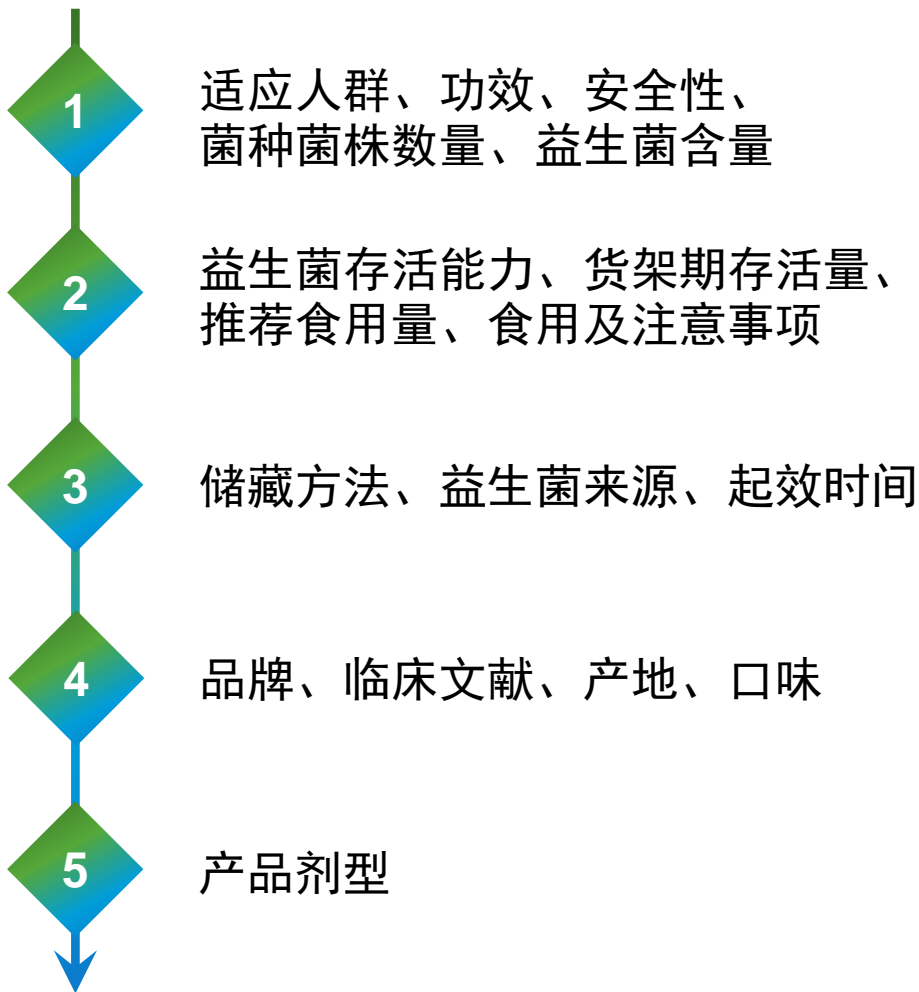 1
适应人群、功效、安全性、
菌种菌株数量、益生菌含量
2
益生菌存活能力、货架期存活量、
推荐食用量、食用及注意事项
3
储藏方法、益生菌来源、起效时间
4
品牌、临床文献、产地、口味
5
产品剂型